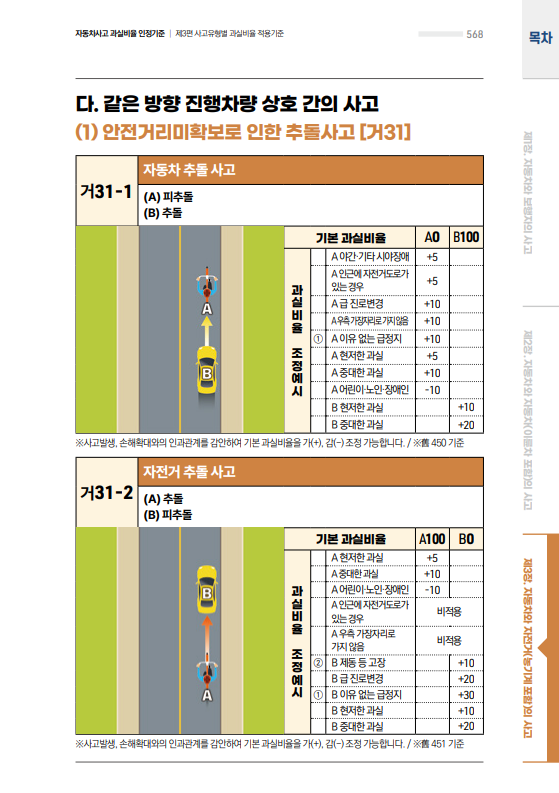 자동차사고 과실비율 인정기준 | 제3편 사고유형별 과실비율 적용기준
568
목차
다. 같은 방향 진행차량 상호 간의 사고
(1) 안전거리미확보로 인한 추돌사고 [거31]
거31-1
자동차 추돌 사고
(A) 피추돌
(B) 추돌
A
B
기본 과실비율 A0 B100
과실비율 조정예시
A 야간·기타 시야장애 +5
A 인근에 자전거도로가
있는 경우 +5
A 급 진로변경 +10
A 우측 가장자리로 가지 않음 +10
① A 이유 없는 급정지 +10
A 현저한 과실 +5
A 중대한 과실 +10
A 어린이·노인·장애인 -10
B 현저한 과실 +10
B 중대한 과실 +20
※사고발생, 손해확대와의 인과관계를 감안하여 기본 과실비율을 가(+), 감(-) 조정 가능합니다. / ※舊 450 기준
거31-2
자전거 추돌 사고
(A) 추돌
(B) 피추돌
B
A
기본 과실비율 A100 B0
과실비율 조정예시
A 현저한 과실 +5
A 중대한 과실 +10
A 어린이·노인·장애인 -10
A 인근에 자전거도로가
있는 경우 비적용
A 우측 가장자리로
가지 않음 비적용
② B 제동 등 고장 +10
B 급 진로변경 +20
① B 이유 없는 급정지 +30
B 현저한 과실 +10
B 중대한 과실 +20
※사고발생, 손해확대와의 인과관계를 감안하여 기본 과실비율을 가(+), 감(-) 조정 가능합니다. / ※舊 451 기준
제1장. 자동차와 보행자의 사고
제2장. 자동차와 자동차(이륜차 포함)의 사고
제3장. 자동차와 자전거(농기계 포함)의 사고